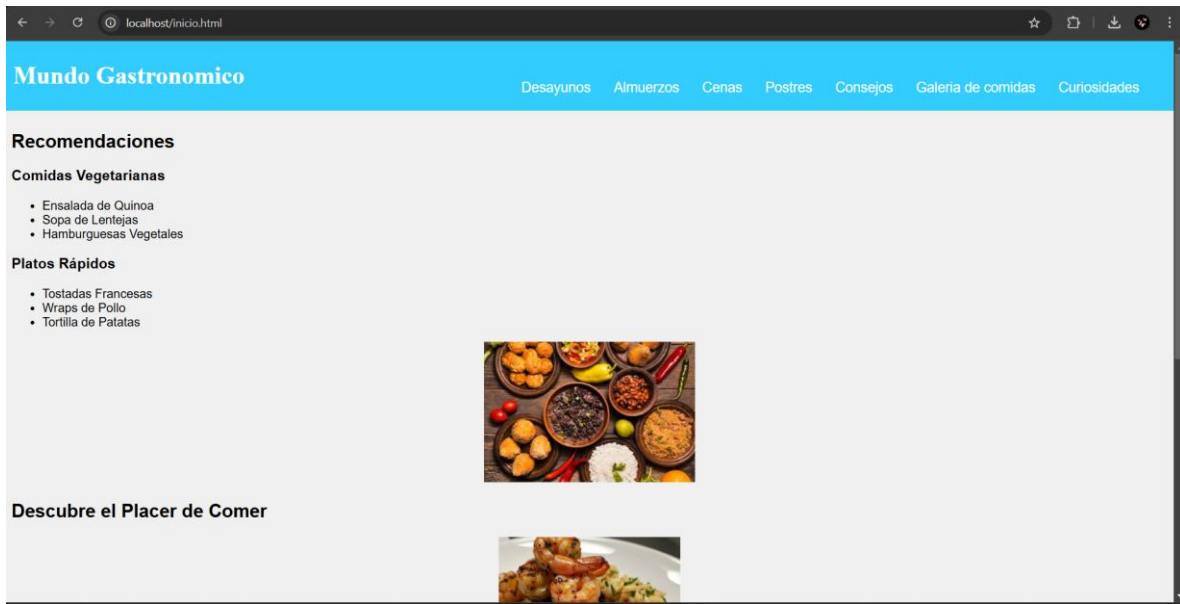 localhost/inicio.html
Mundo Gastronomico
Desayunos Almuerzos Cenas Postres Consejos Galeria de comidas Curiosidades
Recomendaciones
Comidas Vegetarianas
Ensalada de Quinoa
Sopa de Lentejas
Hamburguesas Vegetales
Platos Rápidos
Tostadas Francesas
Wraps de Pollo
Tortilla de Patatas
Descubre el Placer de Comer